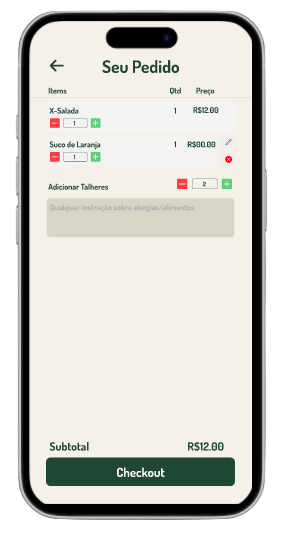 Seu Pedido
Items Qtd Preço
X-Salada 1 R$12.00
1
Suco de Laranja 1 R$00.00
1
Adicionar Talheres 2
Qualquer instrução sobre alergias/alimentos
Subtotal R$12.00
Checkout